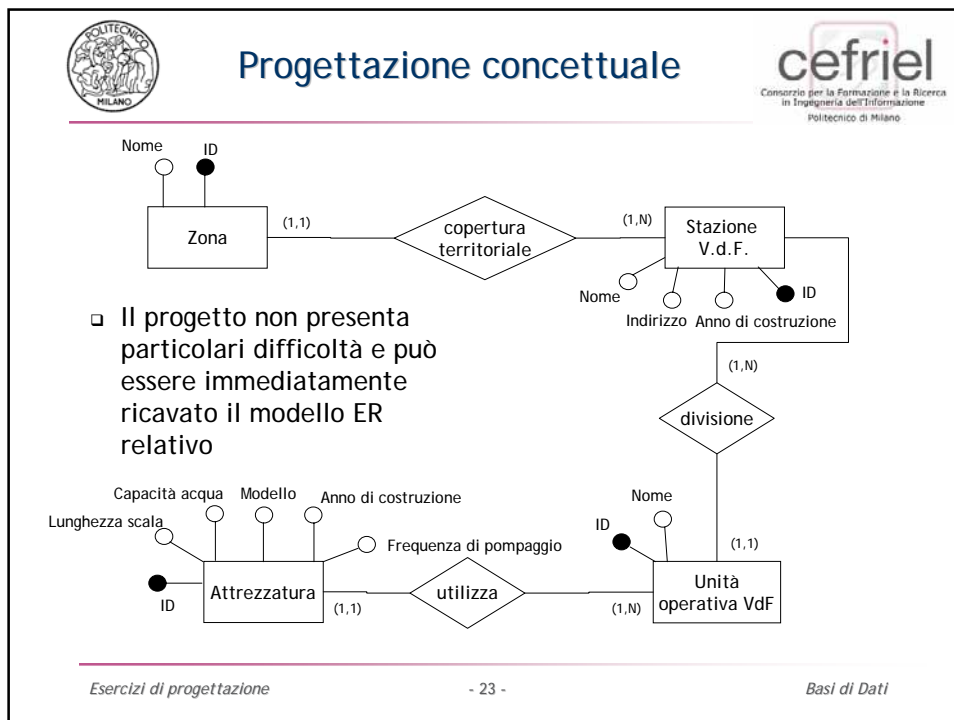 POLITECNICO
MILANO
Progettazione concettuale
cefriel
Consorzio per la Formazione e la Ricerca
in Ingegneria dell'Informazione
Politecnico di Milano
Nome
ID
Zona
(1,1)
copertura
territoriale
(1,N)
Stazione
V.d.F.
Nome
Indirizzo
Anno di costruzione
ID
❑ Il progetto non presenta
particolari difficoltà e può
essere immediatamente
ricavato il modello ER
relativo
(1,N)
divisione
(1,1)
Capacità acqua
Modello
Anno di costruzione
Lunghezza scala
Frequenza di pompaggio
ID
Attrezzatura
(1,1)
utilizza
(1,N)
Nome
ID
Unità
operativa VdF
Esercizi di progettazione
- 23 -
Basi di Dati